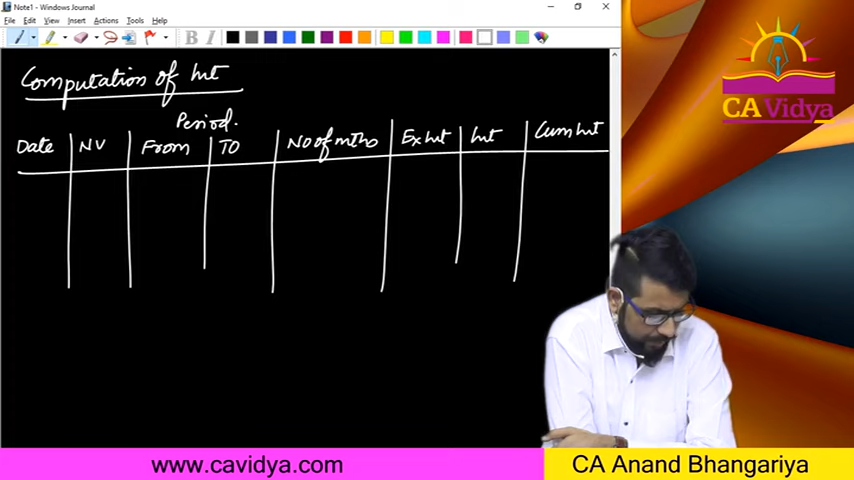 Note1 - Windows Journal
File Edit View Insert Actions Tools Help
B I
Computation of Int
Period.
Date NV From TO No of mths Ex Int Int Cum Int
CA Vidya
www.cavidya.com
CA Anand Bhangariya